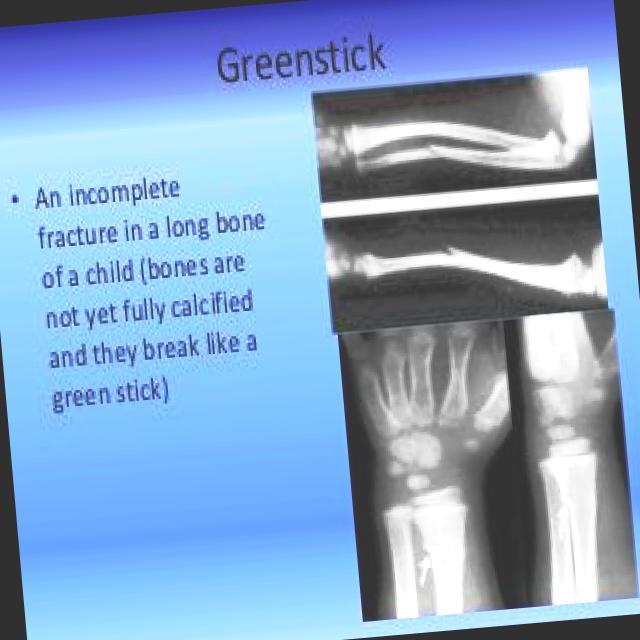 Greenstick
• An incomplete
fracture in a long bone
of a child (bones are
not yet fully calcified
and they break like a
green stick)